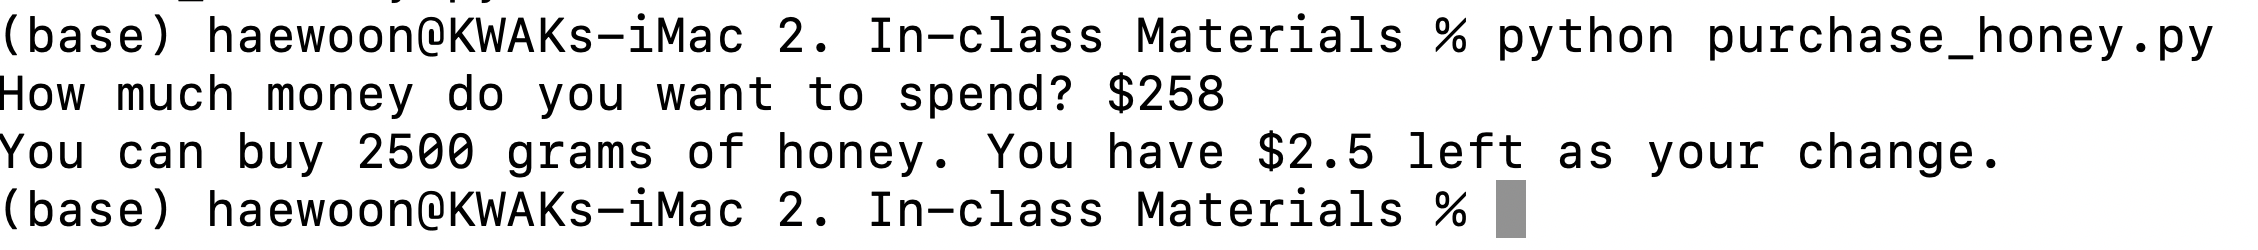 (base) haewoon@KWAKs-iMac 2. In-class Materials % python purchase_honey.py
How much money do you want to spend? $258
You can buy 2500 grams of honey. You have $2.5 left as your change.
(base) haewoon@KWAKs-iMac 2. In-class Materials %